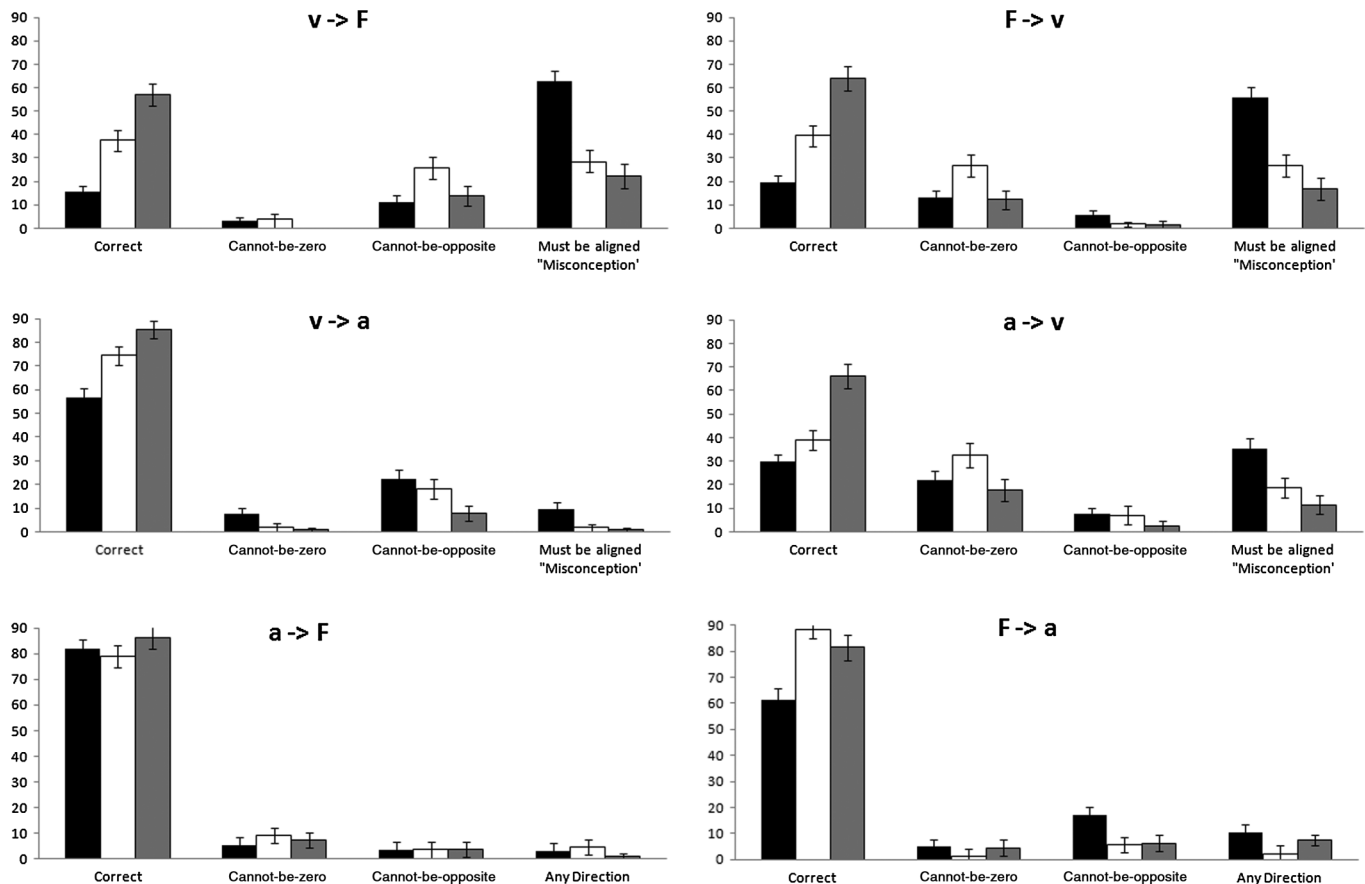 v -> F
90
80
70
60
50
40
30
20
10
0
Correct
Cannot-be-zero
Cannot-be-opposite
Must be aligned
"Misconception'
F -> v
90
80
70
60
50
40
30
20
10
0
Correct
Cannot-be-zero
Cannot-be-opposite
Must be aligned
"Misconception'
v -> a
90
80
70
60
50
40
30
20
10
0
Correct
Cannot-be-zero
Cannot-be-opposite
Must be aligned
"Misconception'
a -> v
90
80
70
60
50
40
30
20
10
0
Correct
Cannot-be-zero
Cannot-be-opposite
Must be aligned
"Misconception'
a -> F
90
80
70
60
50
40
30
20
10
0
Correct
Cannot-be-zero
Cannot-be-opposite
Any Direction
F -> a
90
80
70
60
50
40
30
20
10
0
Correct
Cannot-be-zero
Cannot-be-opposite
Any Direction